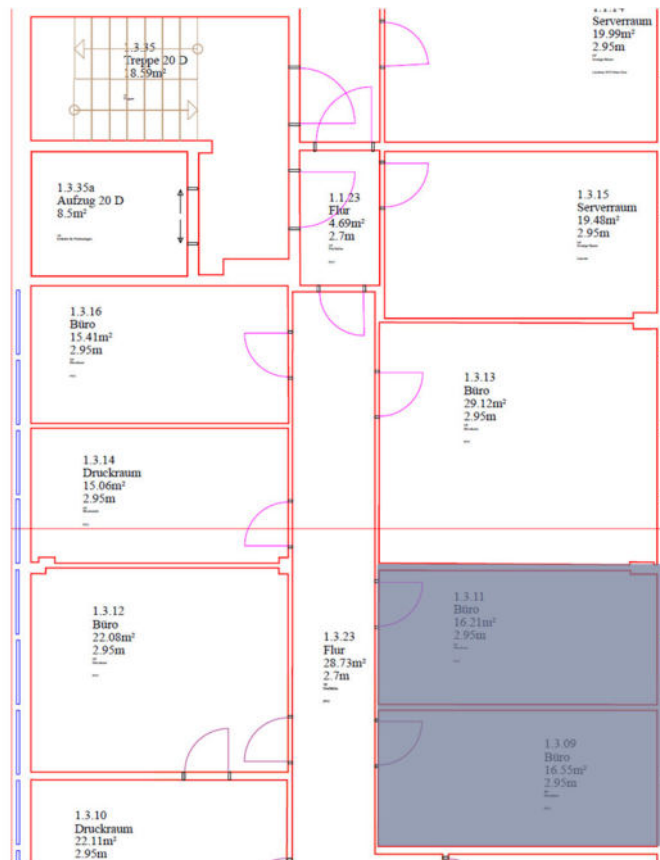 1.3.35
Treppe 20 D
18.59m²
1.1.14
Serverraum
19.99m²
2.95m
1.3.35a
Aufzug 20 D
8.5m²
1.1.23
Flur
4.69m²
2.7m
1.3.15
Serverraum
19.48m²
2.95m
1.3.16
Büro
15.41m²
2.95m
1.3.13
Büro
29.12m²
2.95m
1.3.14
Druckraum
15.06m²
2.95m
1.3.12
Büro
22.08m²
2.95m
1.3.11
Büro
16.21m²
2.95m
1.3.23
Flur
28.73m²
2.7m
1.3.09
Büro
16.55m²
2.95m
1.3.10
Druckraum
22.11m²
2.95m